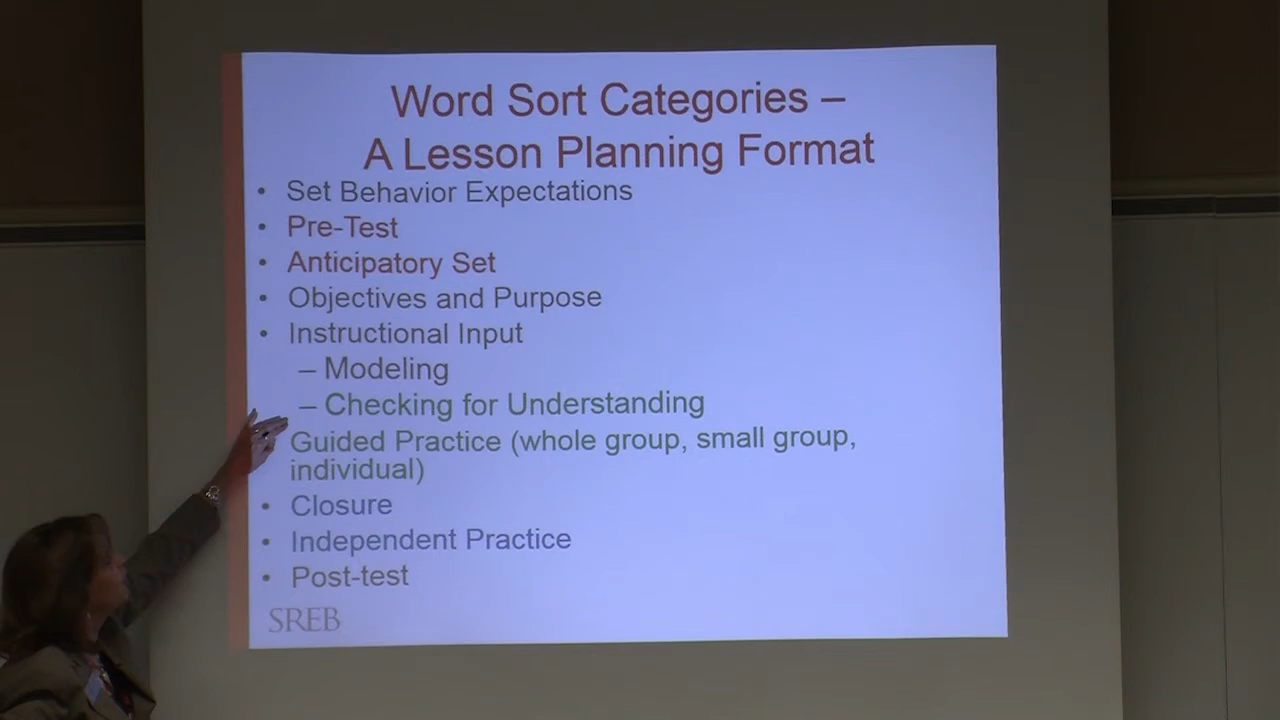 Word Sort Categories –
A Lesson Planning Format
• Set Behavior Expectations
• Pre-Test
• Anticipatory Set
• Objectives and Purpose
• Instructional Input
– Modeling
– Checking for Understanding
Guided Practice (whole group, small group,
individual)
• Closure
• Independent Practice
• Post-test
SREB